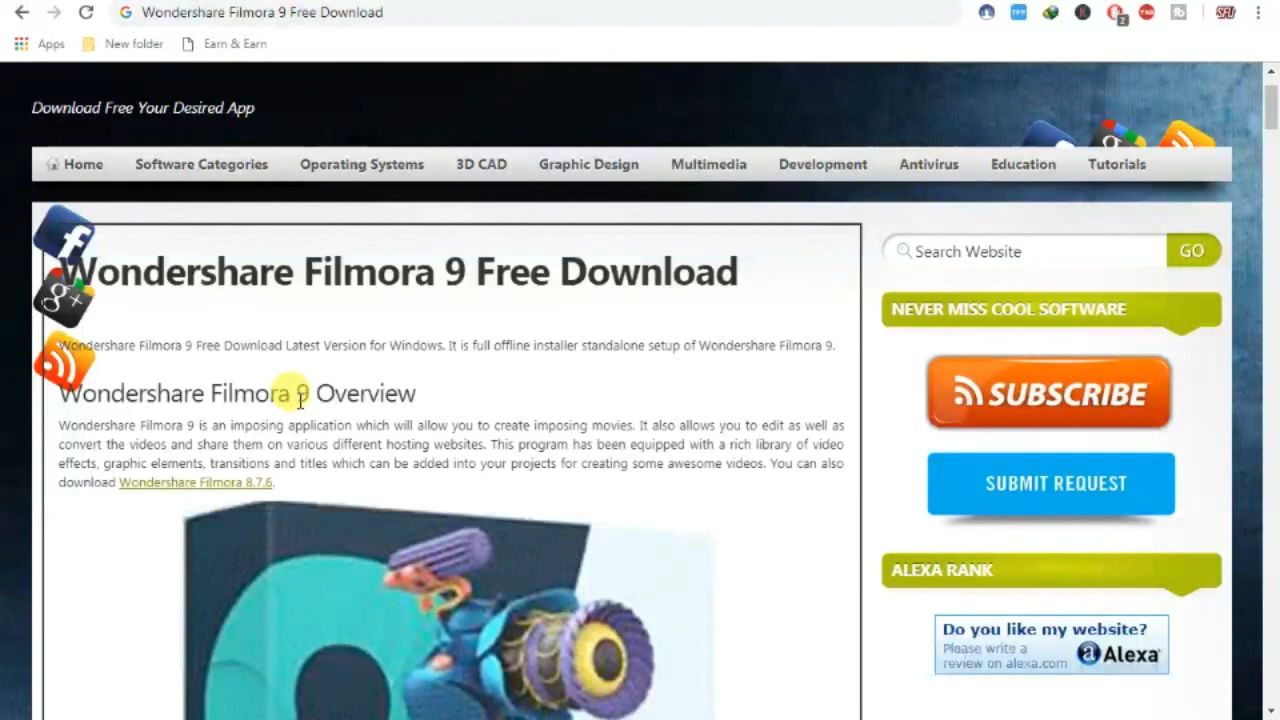 Wondershare Filmora 9 Free Download
Apps New folder Earn & Earn
Download Free Your Desired App
Home Software Categories Operating Systems 3D CAD Graphic Design Multimedia Development Antivirus Education Tutorials
Wondershare Filmora 9 Free Download
Wondershare Filmora 9 Free Download Latest Version for Windows. It is full offline installer standalone setup of Wondershare Filmora 9.
Wondershare Filmora 9 Overview
Wondershare Filmora 9 is an imposing application which will allow you to create imposing movies. It also allows you to edit as well as
convert the videos and share them on various different hosting websites. This program has been equipped with a rich library of video
effects, graphic elements, transitions and titles which can be added into your projects for creating some awesome videos. You can also
download Wondershare Filmora 8.7.6.
Search Website GO
NEVER MISS COOL SOFTWARE
SUBSCRIBE
SUBMIT REQUEST
ALEXA RANK
Do you like my website?
Please write a
review on alexa.com
a Alexa